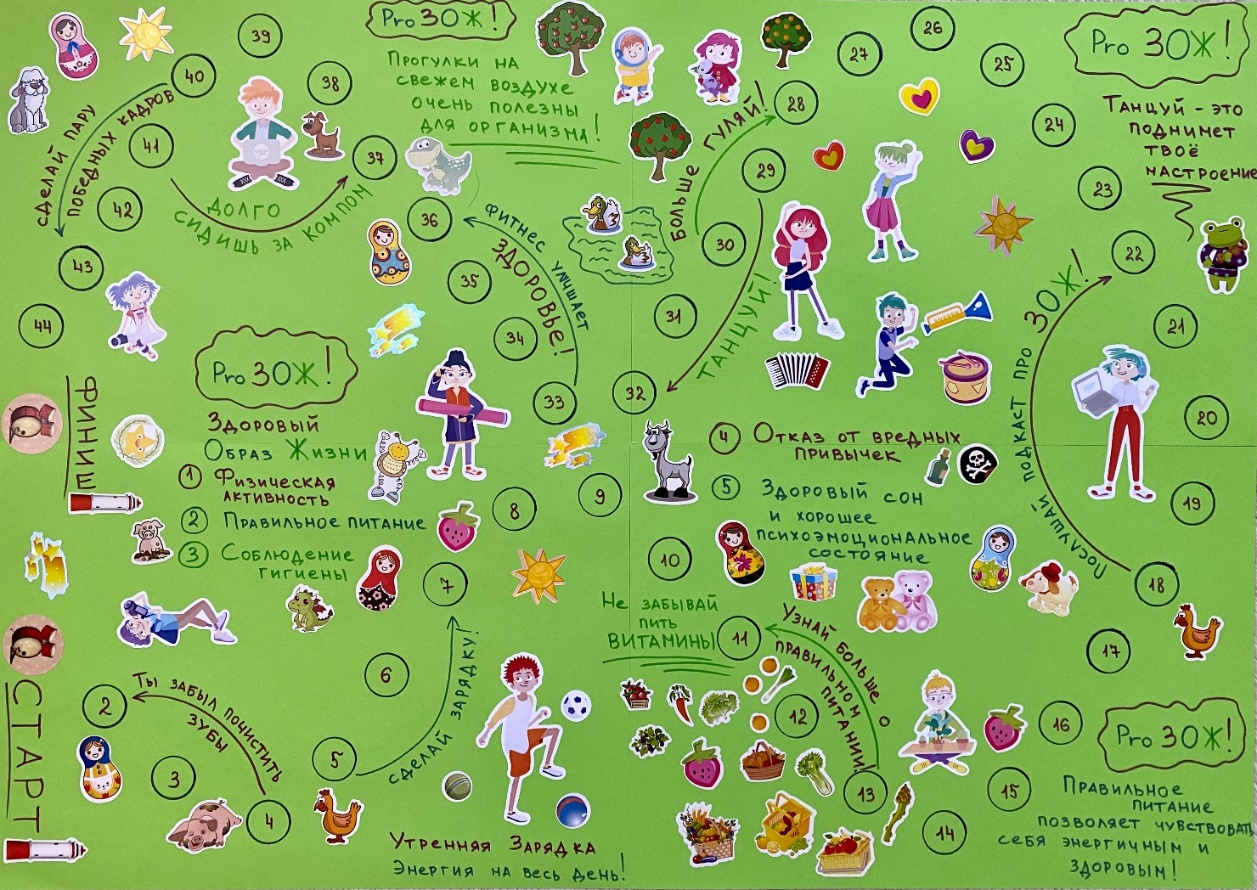 39
Pro ЗОЖ!
26
27
25
Pro ЗОЖ!
40
38
Прогулки на
свежем воздухе
очень полезны
для организма!
28
24
Танцуй - это
поднимет
твоё
настроение
Сделай пару
победных кадров
41
37
Больше гуляй!
29
23
42
Долго
сидишь за компом
36
30
22
43
35
Фитнес улучшает
здоровье!
44
34
31
Танцуй!
21
Послушай подкаст про ЗОЖ!
Pro ЗОЖ!
33
32
20
ФИНИШ
Здоровый
Образ Жизни
1 Физическая
активность
2 Правильное питание
3 Соблюдение
гигиены
4 Отказ от вредных
привычек
5 Здоровый сон
и хорошее
психоэмоциональное
состояние
8
9
19
10
7
18
Не забывай
пить
витамины
11
Узнай больше о
правильном питании!
17
6
Сделай зарядку!
СТАРТ
2
Ты забыл почистить
зубы
12
16
Pro ЗОЖ!
3
5
13
15
Правильное
питание
позволяет чувствовать
себя энергичным и
здоровым!
4
14
Утренняя Зарядка
Энергия на весь день!